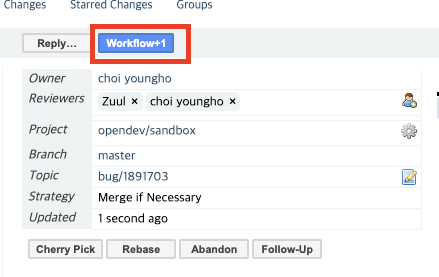 Changes Starred Changes Groups
Reply... Workflow+1
Owner choi youngho
Reviewers Zuul × choi youngho ×
Project opendev/sandbox
Branch master
Topic bug/1891703
Strategy Merge if Necessary
Updated 1 second ago
Cherry Pick Rebase Abandon Follow-Up